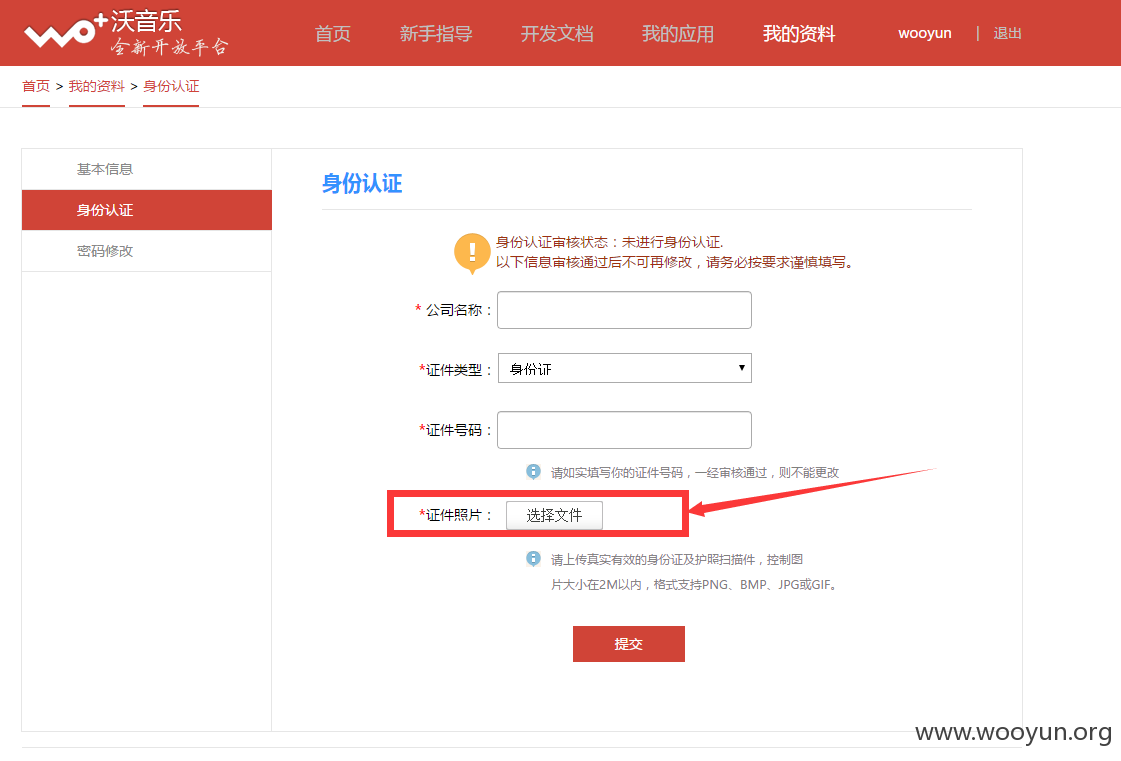 WO+ 沃音乐
全新开放平台
首页 新手指导 开发文档 我的应用 我的资料 wooyun | 退出
首页 > 我的资料 > 身份认证
基本信息
身份认证
密码修改
身份认证
身份认证审核状态：未进行身份认证.
以下信息审核通过后不可再修改，请务必按要求谨慎填写。
* 公司名称：
*证件类型： 身份证
*证件号码：
请如实填写你的证件号码，一经审核通过，则不能更改
*证件照片： 选择文件
请上传真实有效的身份证及护照扫描件，控制图
片大小在2M以内，格式支持PNG、BMP、JPG或GIF。
提交
www.wooyun.org